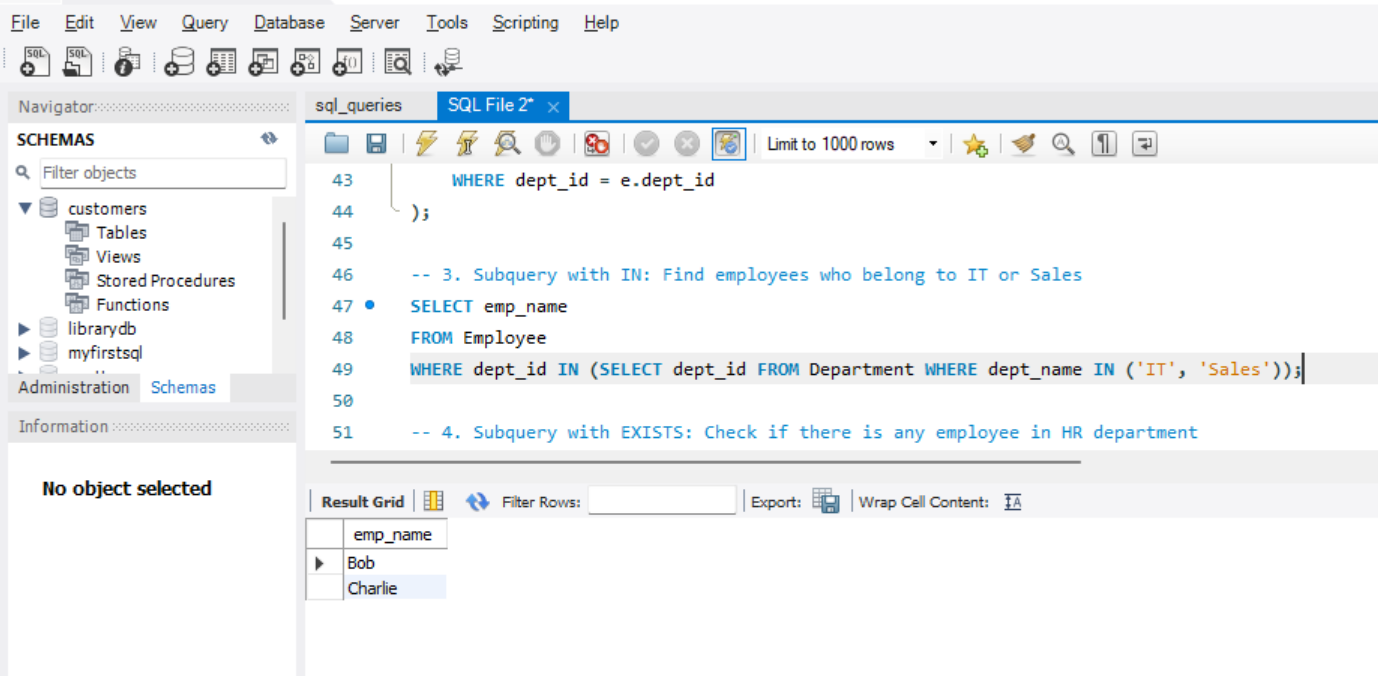 File Edit View Query Database Server Tools Scripting Help
SQL SQL
Navigator
SCHEMAS
Filter objects
customers
Tables
Views
Stored Procedures
Functions
librarydb
myfirstsql
Administration Schemas
Information
No object selected
sql_queries SQL File 2*
Limit to 1000 rows
43 WHERE dept_id = e.dept_id
44 );
45
46 -- 3. Subquery with IN: Find employees who belong to IT or Sales
47 SELECT emp_name
48 FROM Employee
49 WHERE dept_id IN (SELECT dept_id FROM Department WHERE dept_name IN ('IT', 'Sales'));
50
51 -- 4. Subquery with EXISTS: Check if there is any employee in HR department
Result Grid Filter Rows: Export: Wrap Cell Content:
emp_name
Bob
Charlie